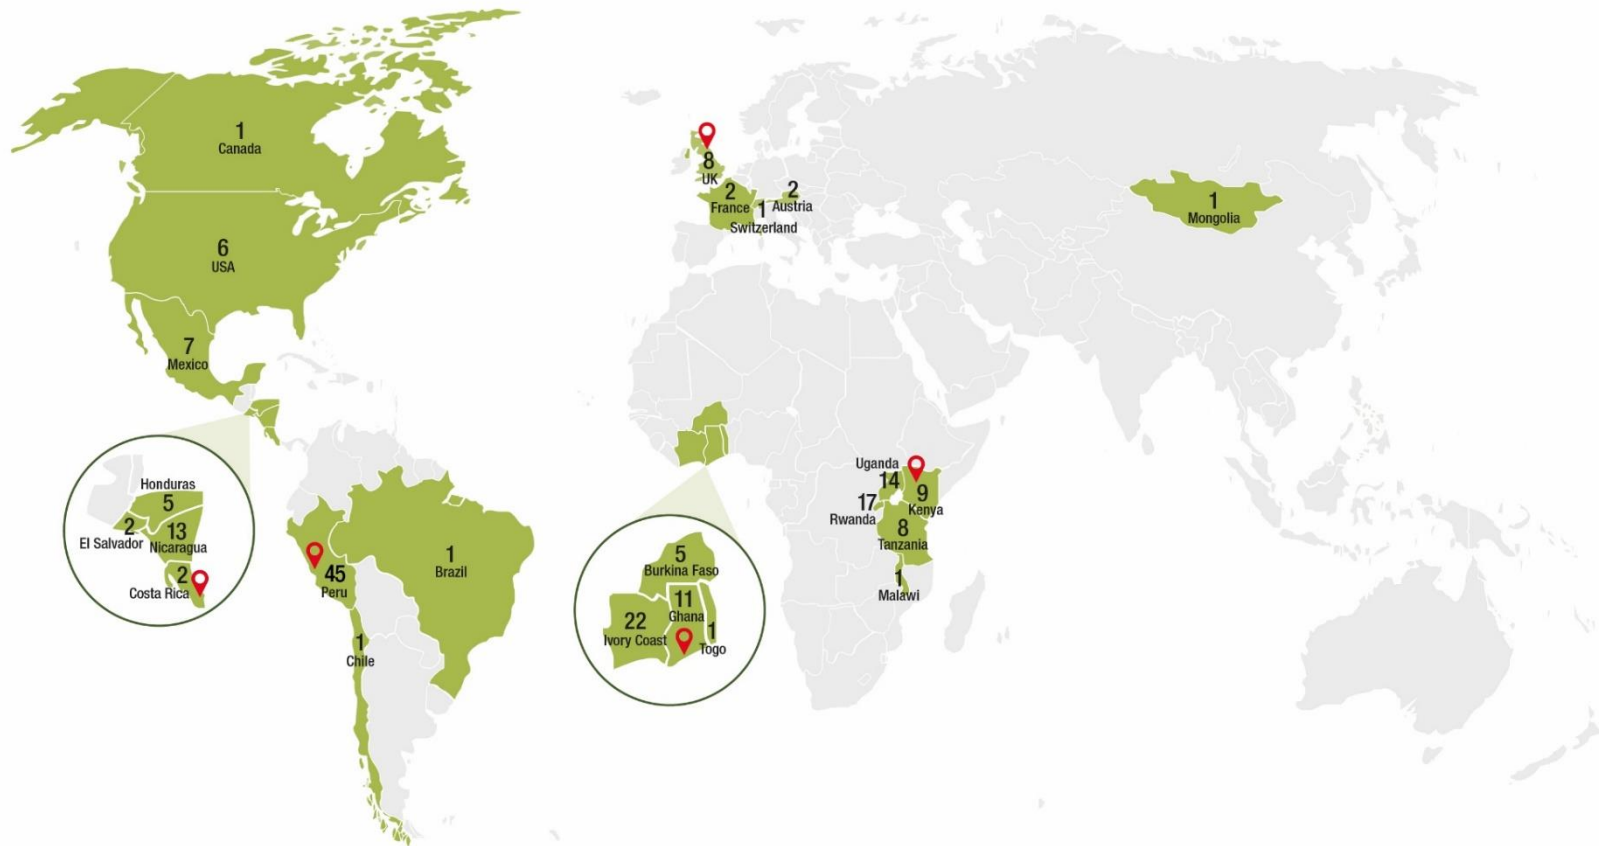 1
Canada
6
USA
7
Mexico
Honduras
5
2
El Salvador
13
Nicaragua
2
Costa Rica
45
Peru
1
Brazil
1
Chile
8
UK
2
France
1
Switzerland
2
Austria
1
Mongolia
5
Burkina Faso
22
Ivory Coast
11
Ghana
1
Togo
Uganda
14
17
Rwanda
9
Kenya
8
Tanzania
1
Malawi